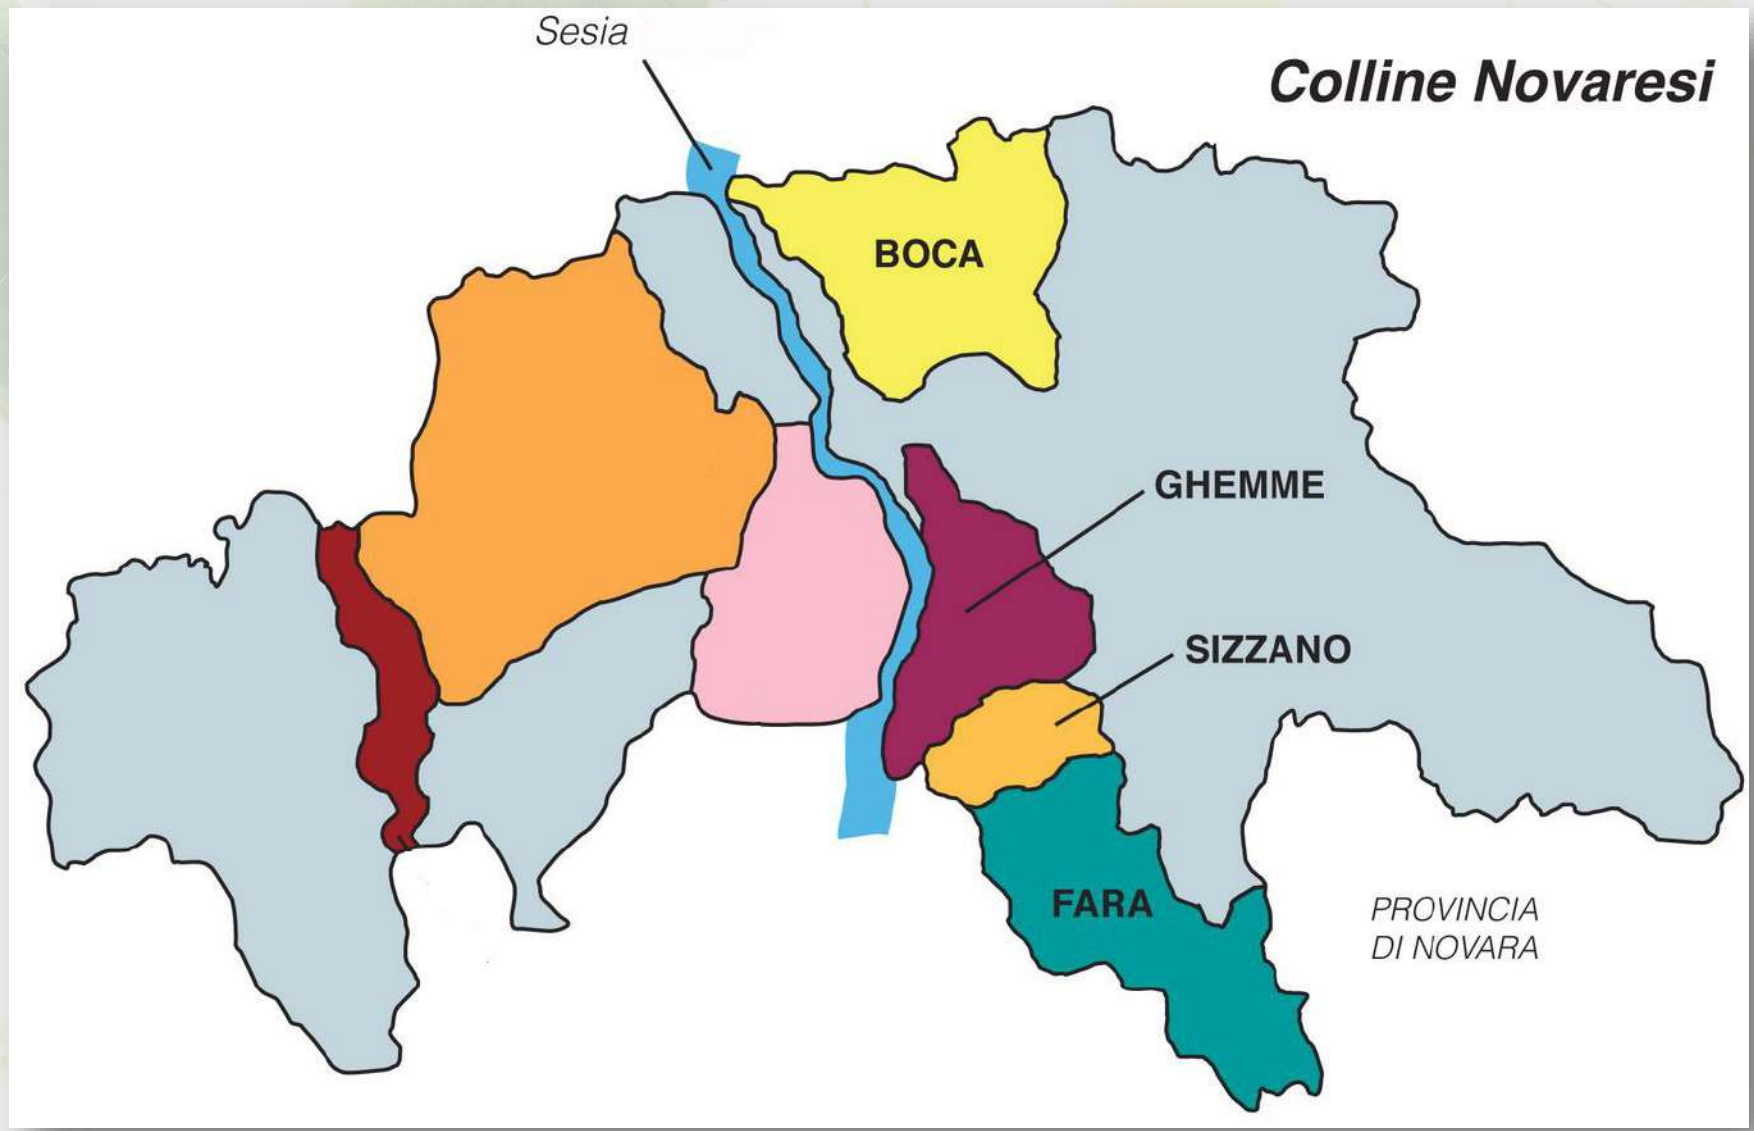 Sesia
Colline Novaresi
BOCA
GHEMME
SIZZANO
FARA
PROVINCIA
DI NOVARA